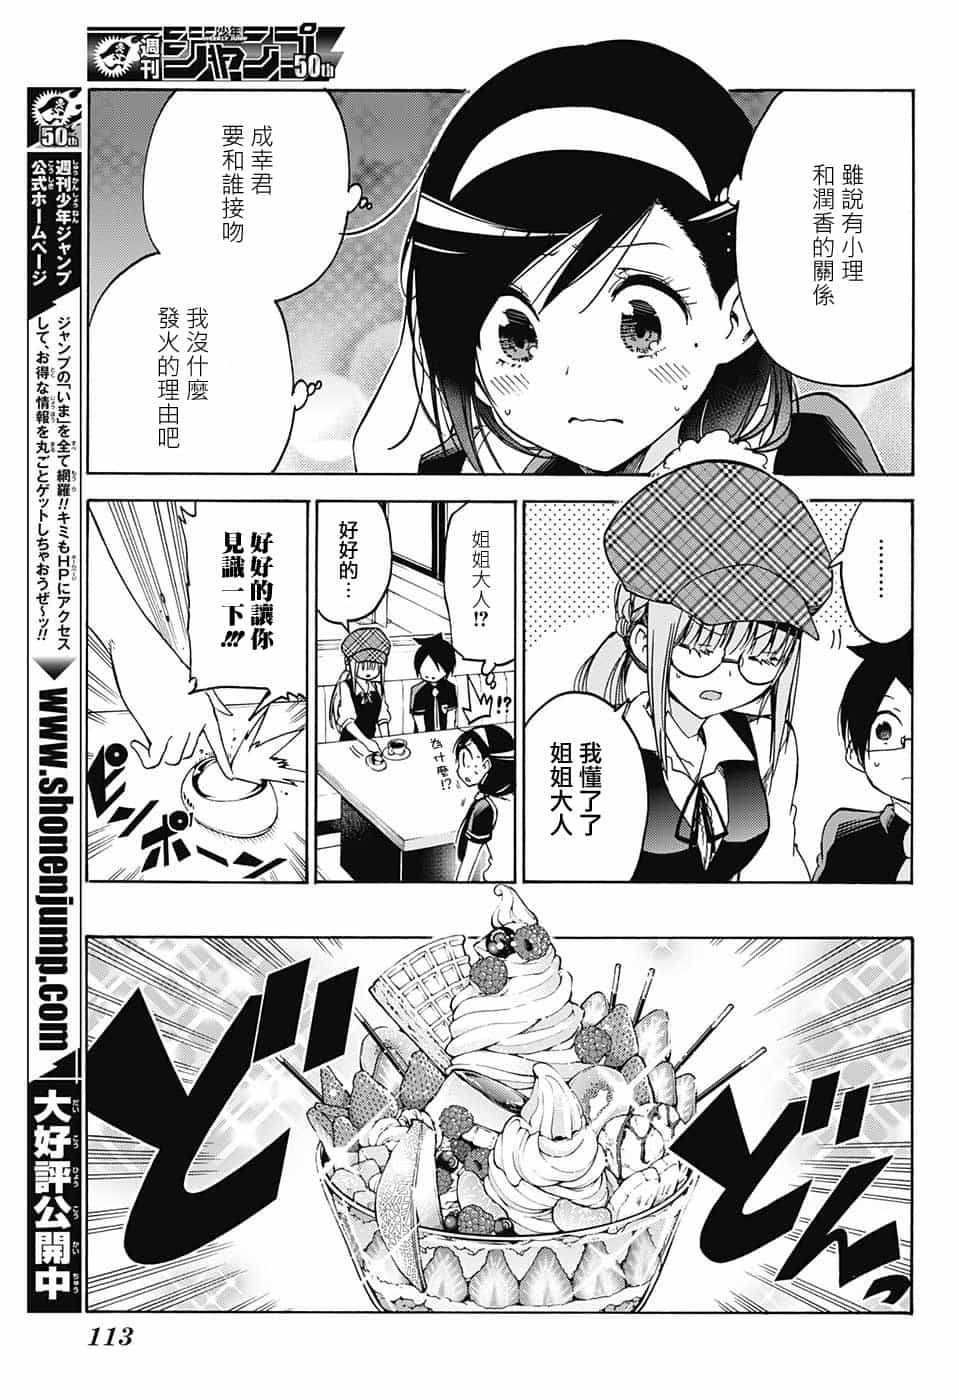 週刊少年ジャンプ50th
雖說有小理
和潤香的關係
成幸君
要和誰接吻
我沒什麼
發火的理由吧
………
我懂了了
姐姐大人
姐姐大人!?
!?
好好的…
為什麼!?
好好的讓你
見識一下!!!
ピンポーン
ドドん
50th
週刊少年ジャンプ
公式ホームページ
ジャンプの「いま」を全て網羅!!キミもHPにアクセス
して、お得な情報を丸ごとゲットしちゃおうぜ〜ッ!!
www.shonenjump.com
大好評公開中
113